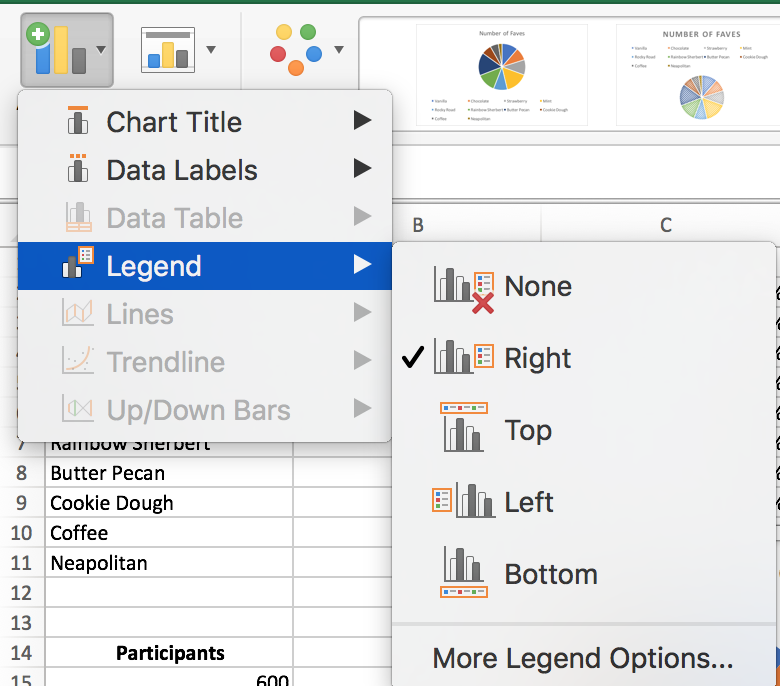 Number of Faves
Vanilla Chocolate Strawberry Mint
Rocky Road Rainbow Sherbert Butter Pecan Cookie Dough
Coffee Neapolitan
NUMBER OF FAVES
Vanilla Chocolate Strawberry Mint
Rocky Road Rainbow Sherbert Butter Pecan Cookie Dough
Coffee Neapolitan
Chart Title
Data Labels
Data Table
Legend
Lines
Trendline
Up/Down Bars
B C
None
Right
Top
Left
Bottom
More Legend Options...
7 Rainbow Sherbert
8 Butter Pecan
9 Cookie Dough
10 Coffee
11 Neapolitan
12
13
14 Participants
15 600